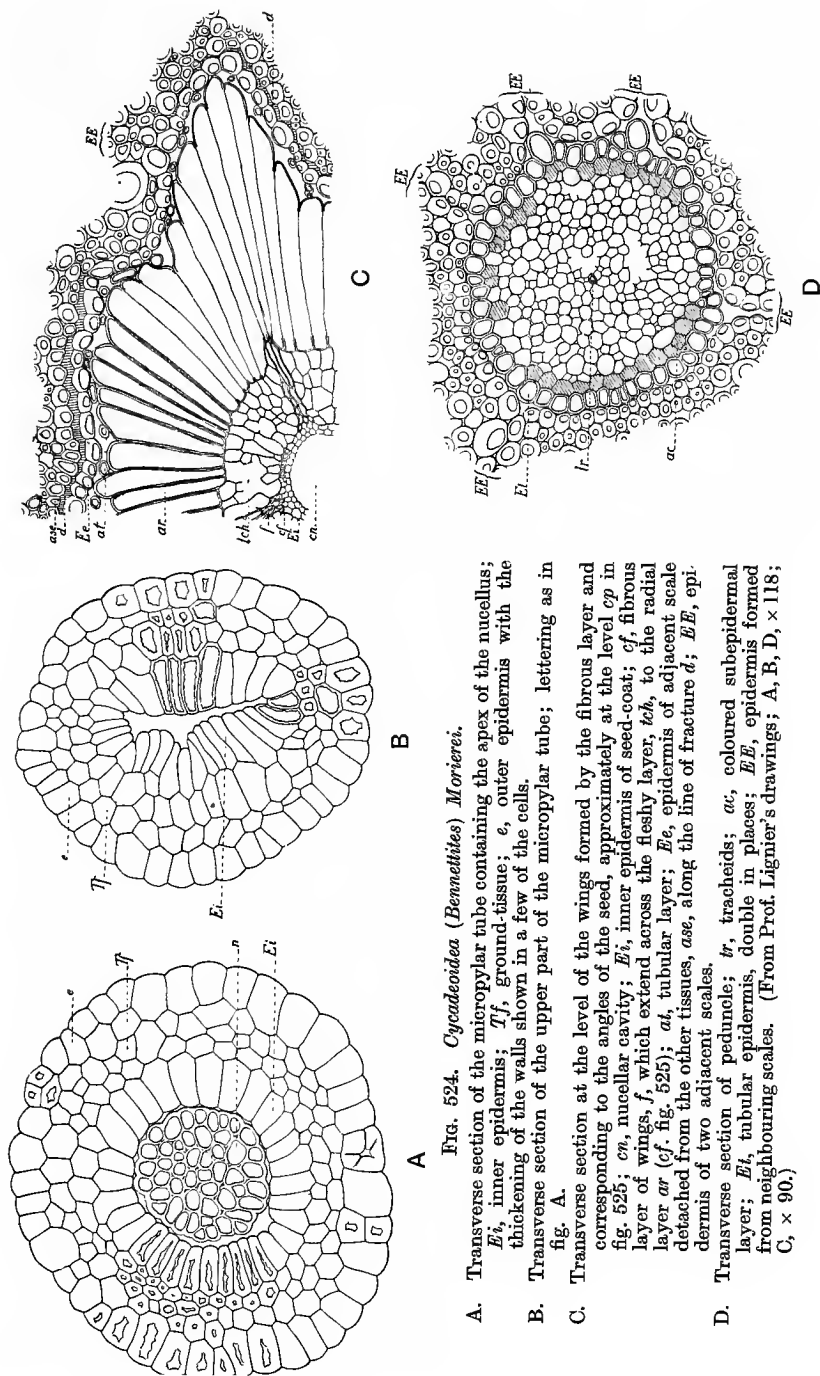 FIG. 524. Cycadeoidea (Bennettites) Morierei.
A. Transverse section of the micropylar tube containing the apex of the nucellus;
Ei, inner epidermis; Tf, ground-tissue; e, outer epidermis with the
thickening of the walls shown in a few of the cells.
B. Transverse section of the upper part of the micropylar tube; lettering as in
fig. A.
C. Transverse section at the level of the wings formed by the fibrous layer and
corresponding to the angles of the seed, approximately at the level cp in
fig. 525; cn, nucellar cavity; Ei, inner epidermis of seed-coat; cf, fibrous
layer of wings, f, which extend across the fleshy layer, tch, to the radial
layer ar (cf. fig. 525); at, tubular layer; Ee, epidermis of adjacent scale
detached from the other tissues, ase, along the line of fracture d; EE, epi-
dermis of two adjacent scales.
D. Transverse section of peduncle; tr, tracheids; ac, coloured subepidermal
layer; Et, tubular epidermis, double in places; EE, epidermis formed
from neighbouring scales. (From Prof. Lignier's drawings; A, B, D, × 118;
C, × 90.)
A
e
Tf
n
Ei
B
e
Tf
Ei
C
ase
d
Ee
at
ar
tch
f
cf
Ei
cn
EE
d
D
EE
EE
EE
EE
EE
Et
tr
ac